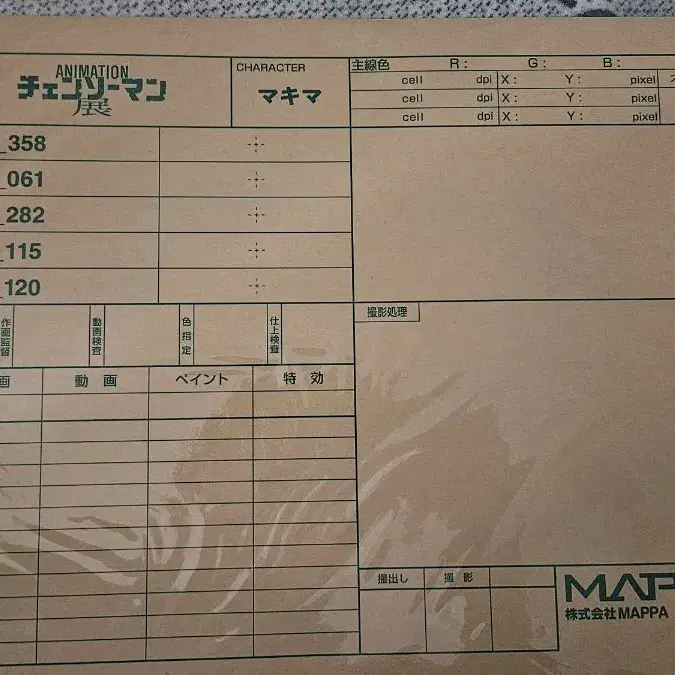 ANIMATION
チェンソーマン
展
CHARACTER
マキマ
主線色 R: G: B:
cell dpi X: Y: pixel
cell dpi X: Y: pixel
cell dpi X: Y: pixel
_358
_061
_282
_115
_120
作画監督 動画検査 色指定 仕上検査
撮影処理
画 動画 ペイント 特効
撮出し 撮影
MAP
株式会社MAPPA